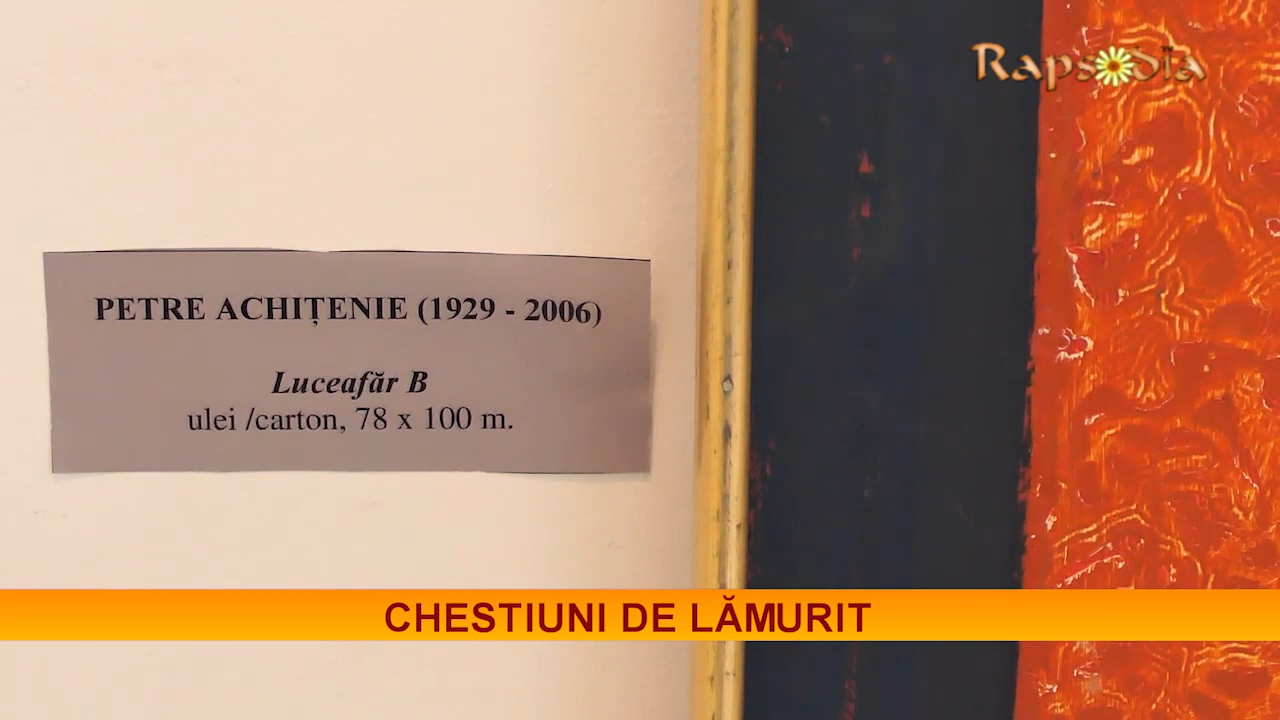 Rapsodia
PETRE ACHIȚENIE (1929 - 2006)
Luceafăr B
ulei /carton, 78 x 100 m.
CHESTIUNI DE LĂMURIT